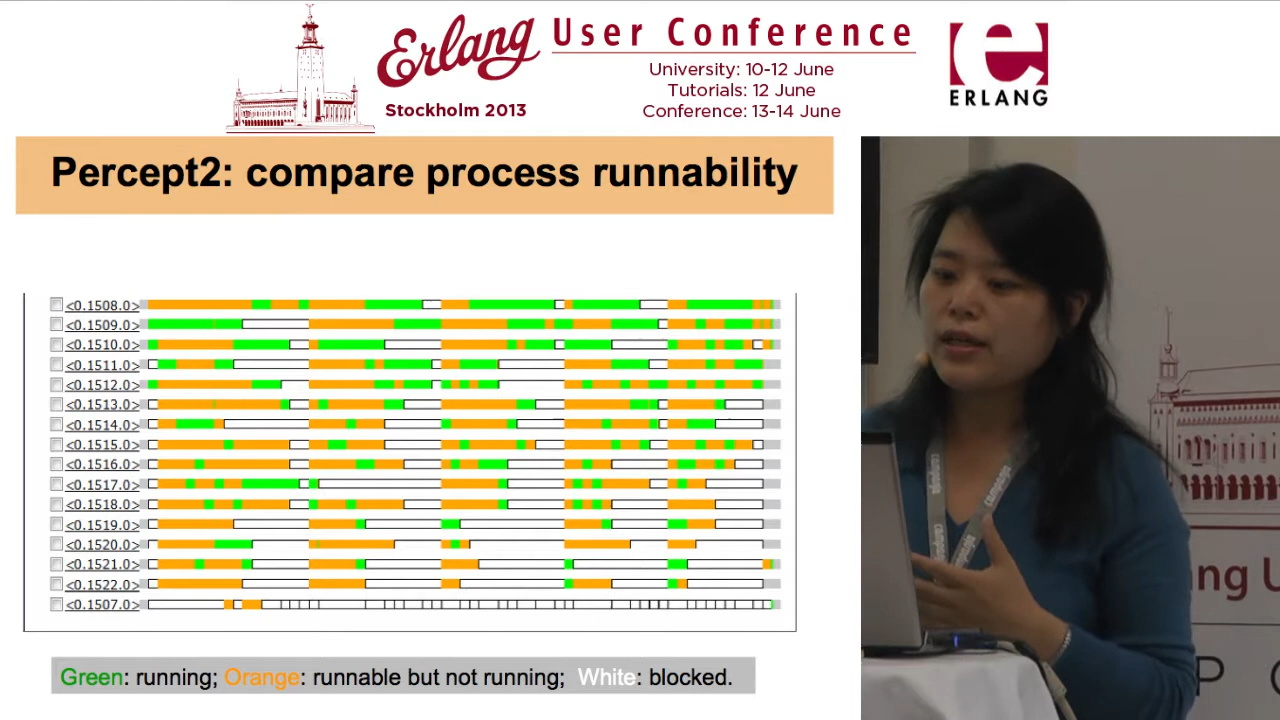 Erlang User Conference
Stockholm 2013
University: 10-12 June
Tutorials: 12 June
Conference: 13-14 June
e
ERLANG
Percept2: compare process runnability
<0.1508.0>
<0.1509.0>
<0.1510.0>
<0.1511.0>
<0.1512.0>
<0.1513.0>
<0.1514.0>
<0.1515.0>
<0.1516.0>
<0.1517.0>
<0.1518.0>
<0.1519.0>
<0.1520.0>
<0.1521.0>
<0.1522.0>
<0.1507.0>
Green: running; Orange: runnable but not running; White: blocked.
ng U
P